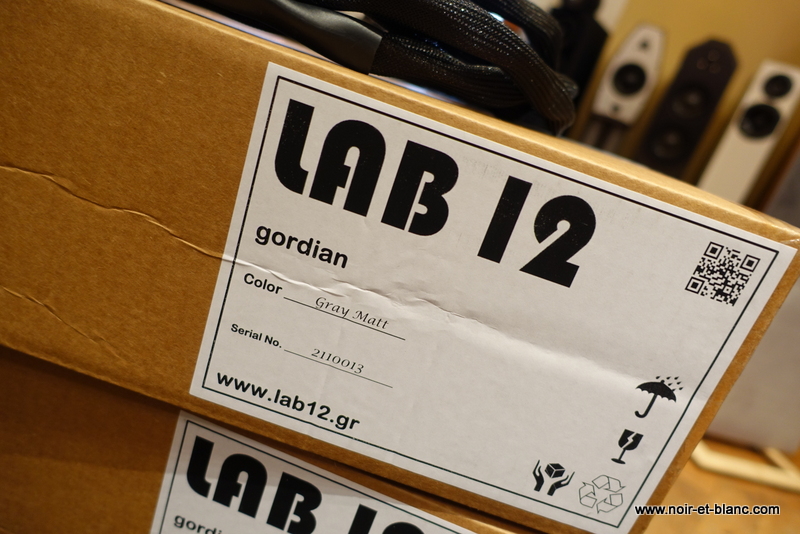 LAB 12
gordian
Color Gray Matt
Serial No. 2110013
www.lab12.gr
LAB 12
gordian
www.noir-et-blanc.com